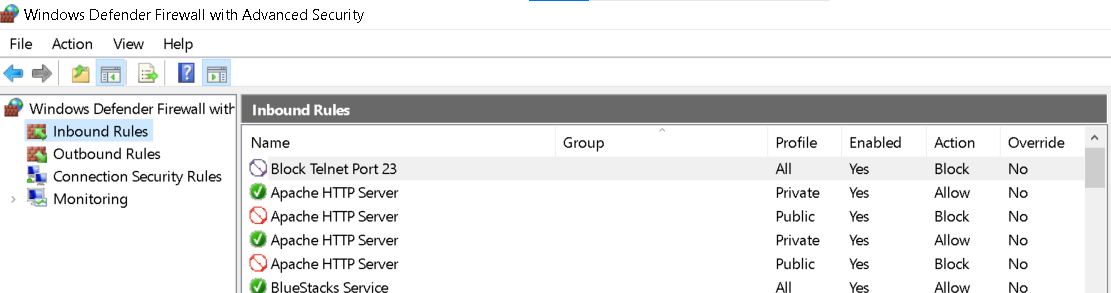 Windows Defender Firewall with Advanced Security
File Action View Help
Windows Defender Firewall with
Inbound Rules
Outbound Rules
Connection Security Rules
Monitoring
Inbound Rules
Name Group Profile Enabled Action Override
Block Telnet Port 23 All Yes Block No
Apache HTTP Server Private Yes Allow No
Apache HTTP Server Public Yes Block No
Apache HTTP Server Private Yes Allow No
Apache HTTP Server Public Yes Block No
BlueStacks Service All Yes Allow No